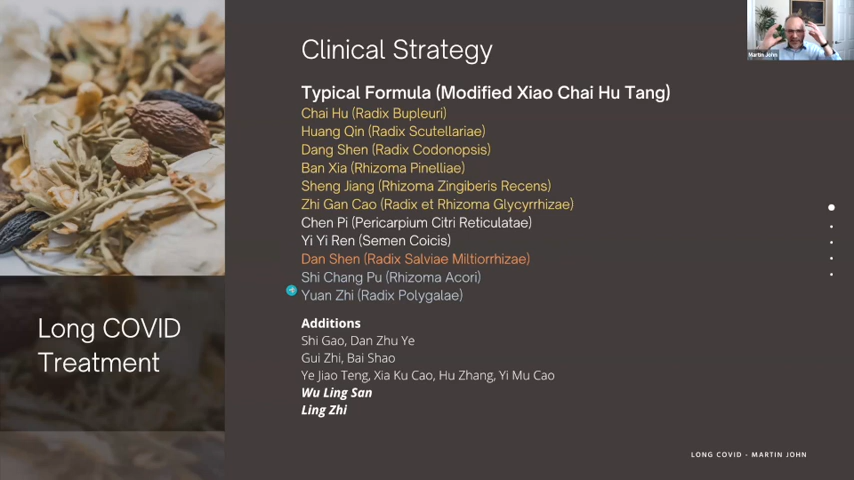 Martin John
Clinical Strategy
Typical Formula (Modified Xiao Chai Hu Tang)
Chai Hu (Radix Bupleuri)
Huang Qin (Radix Scutellariae)
Dang Shen (Radix Codonopsis)
Ban Xia (Rhizoma Pinelliae)
Sheng Jiang (Rhizoma Zingiberis Recens)
Zhi Gan Cao (Radix et Rhizoma Glycyrrhizae)
Chen Pi (Pericarpium Citri Reticulatae)
Yi Yi Ren (Semen Coicis)
Dan Shen (Radix Salviae Miltiorrhizae)
Shi Chang Pu (Rhizoma Acori)
Yuan Zhi (Radix Polygalae)
Additions
Shi Gao, Dan Zhu Ye
Gui Zhi, Bai Shao
Ye Jiao Teng, Xia Ku Cao, Hu Zhang, Yi Mu Cao
Wu Ling San
Ling Zhi
Long COVID
Treatment
LONG COVID - MARTIN JOHN